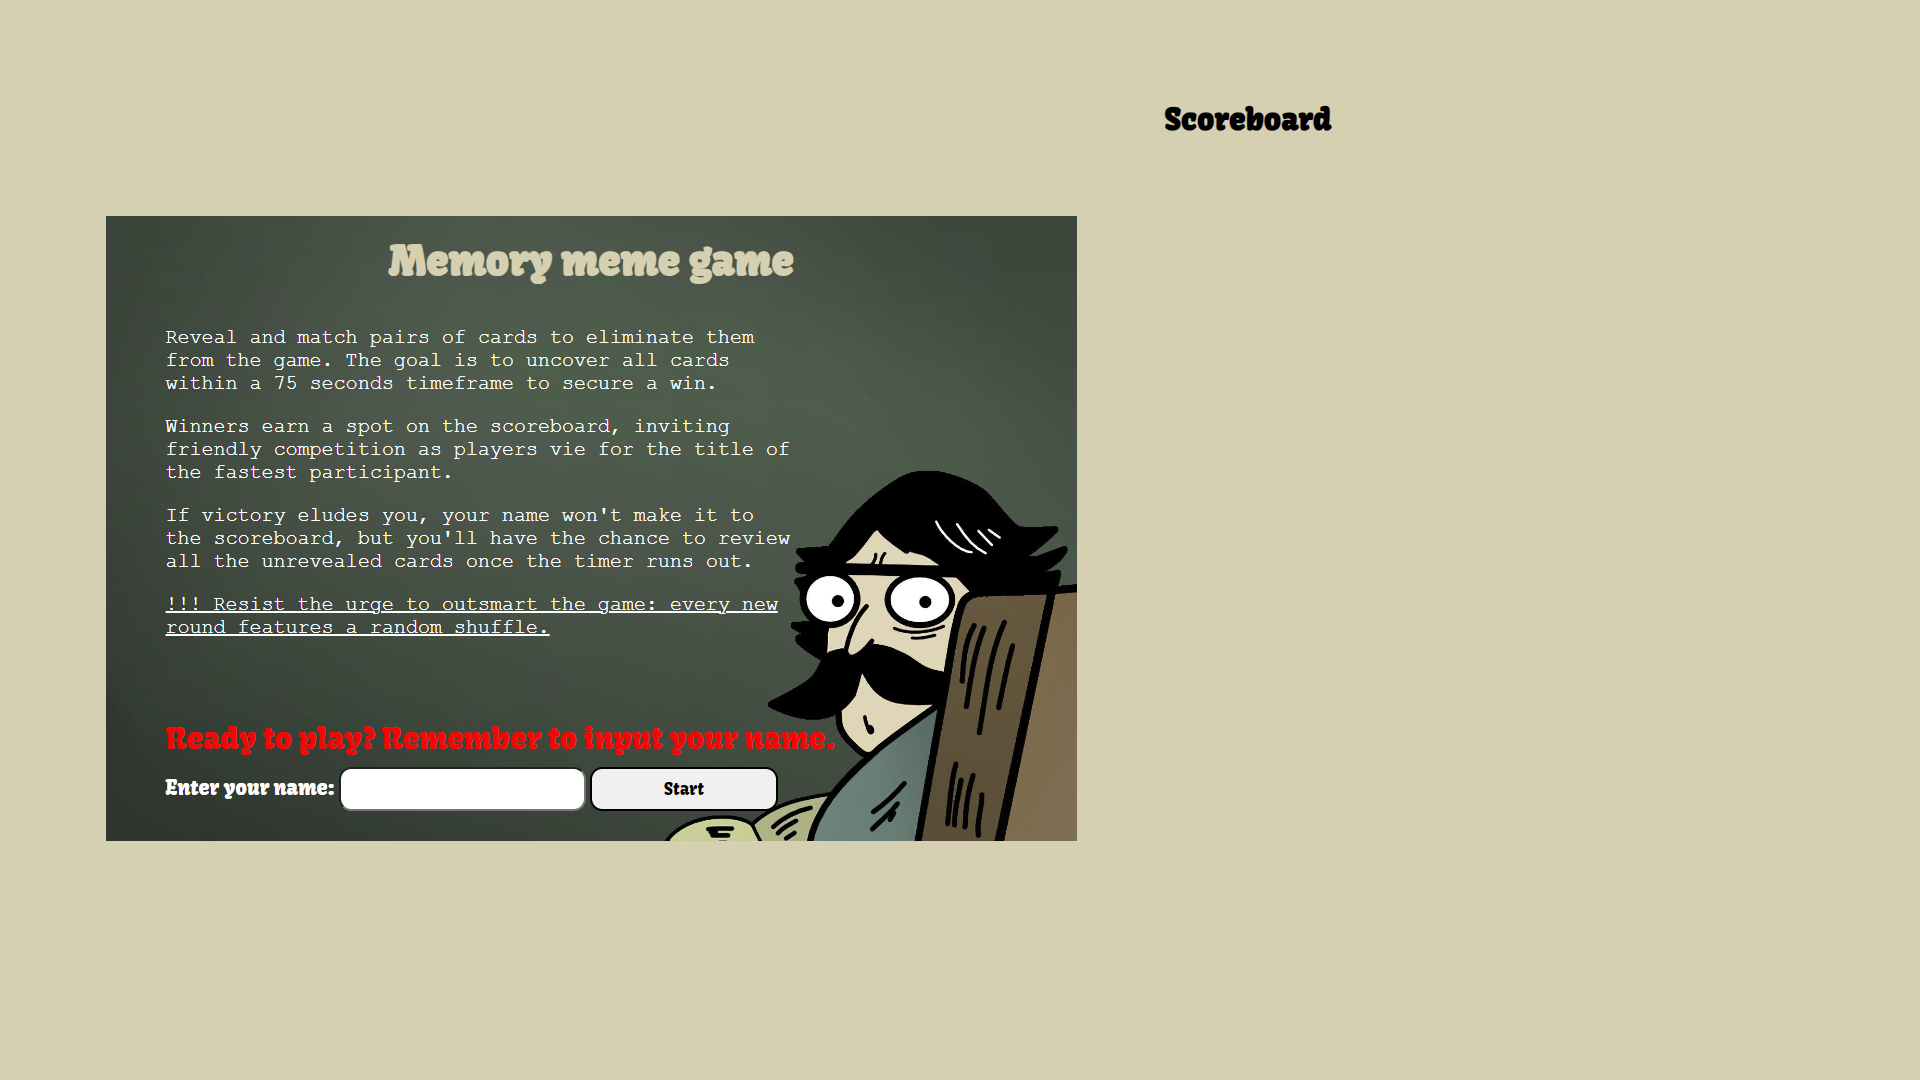 Scoreboard
Memory meme game
Reveal and match pairs of cards to eliminate them
from the game. The goal is to uncover all cards
within a 75 seconds timeframe to secure a win.
Winners earn a spot on the scoreboard, inviting
friendly competition as players vie for the title of
the fastest participant.
If victory eludes you, your name won't make it to
the scoreboard, but you'll have the chance to review
all the unrevealed cards once the timer runs out.
!!! Resist the urge to outsmart the game: every new
round features a random shuffle.
Ready to play? Remember to input your name.
Enter your name: Start